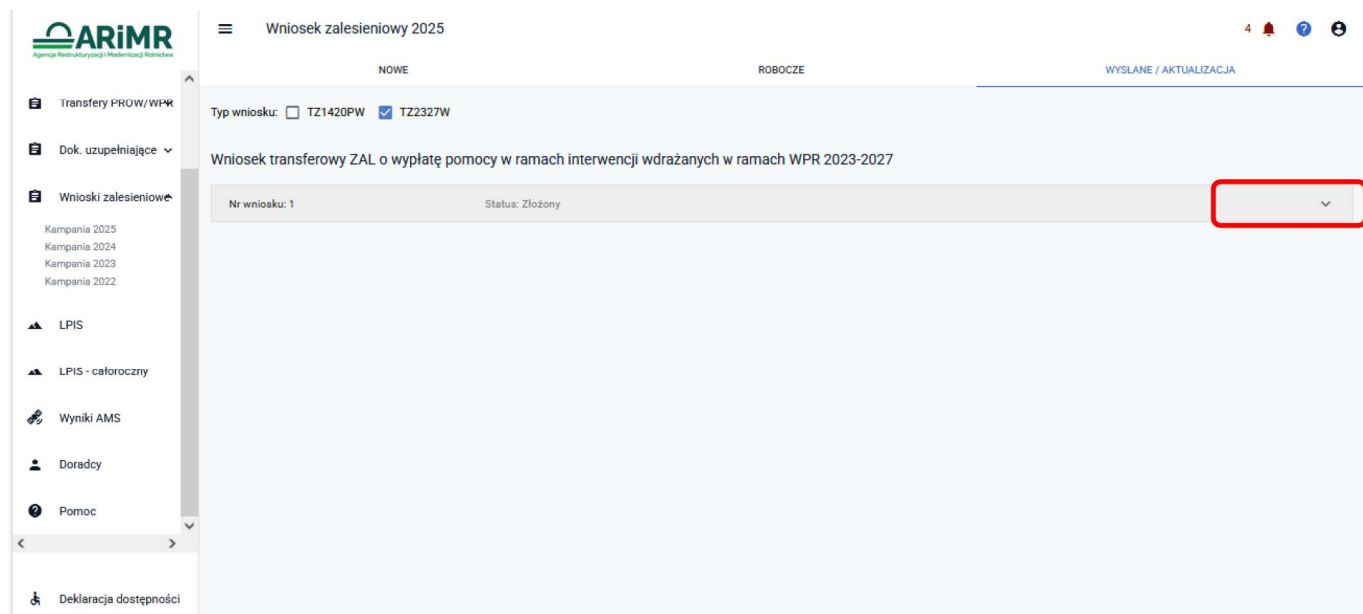 ARiMR
Agencja Restrukturyzacji i Modernizacji Rolnictwa
Transfery PROW/WPR
Dok. uzupełniające
Wnioski zalesieniowe
Kampania 2025
Kampania 2024
Kampania 2023
Kampania 2022
LPIS
LPIS - całoroczny
Wyniki AMS
Doradcy
Pomoc
Deklaracja dostępności
Wniosek zalesieniowy 2025
4
NOWE
ROBOCZE
WYSŁANE / AKTUALIZACJA
Typ wniosku: TZ1420PW TZ2327W
Wniosek transferowy ZAL o wypłatę pomocy w ramach interwencji wdrażanych w ramach WPR 2023-2027
Nr wniosku: 1 Status: Złożony